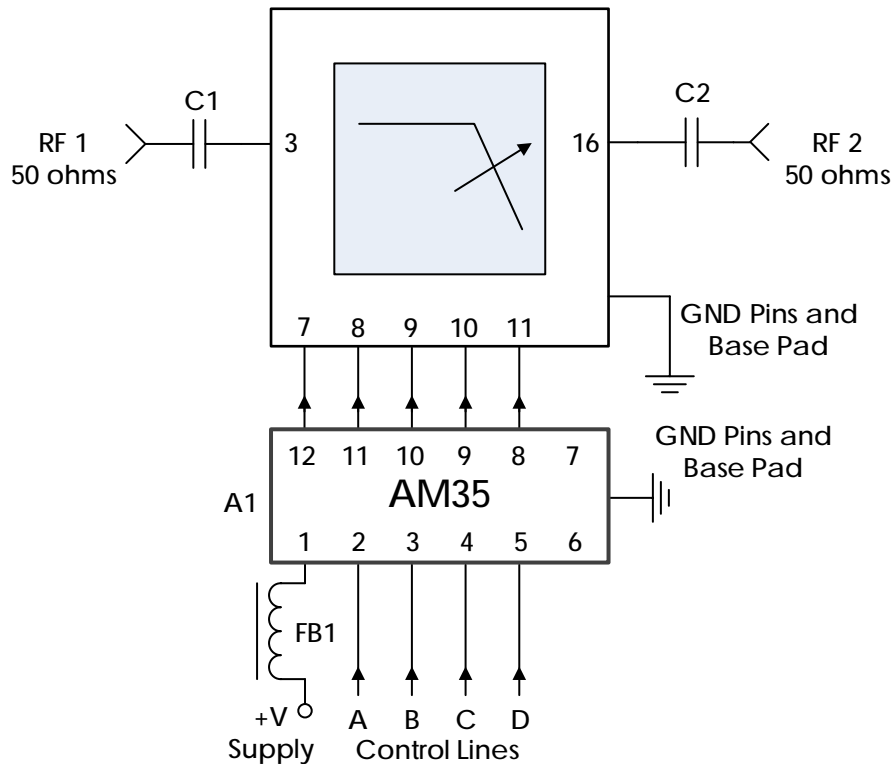 C1
C2
RF 1
50 ohms
3
16
RF 2
50 ohms
7 8 9 10 11
GND Pins and
Base Pad
12 11 10 9 8 7
GND Pins and
Base Pad
A1
AM35
1 2 3 4 5 6
FB1
+V
Supply
A B C D
Control Lines